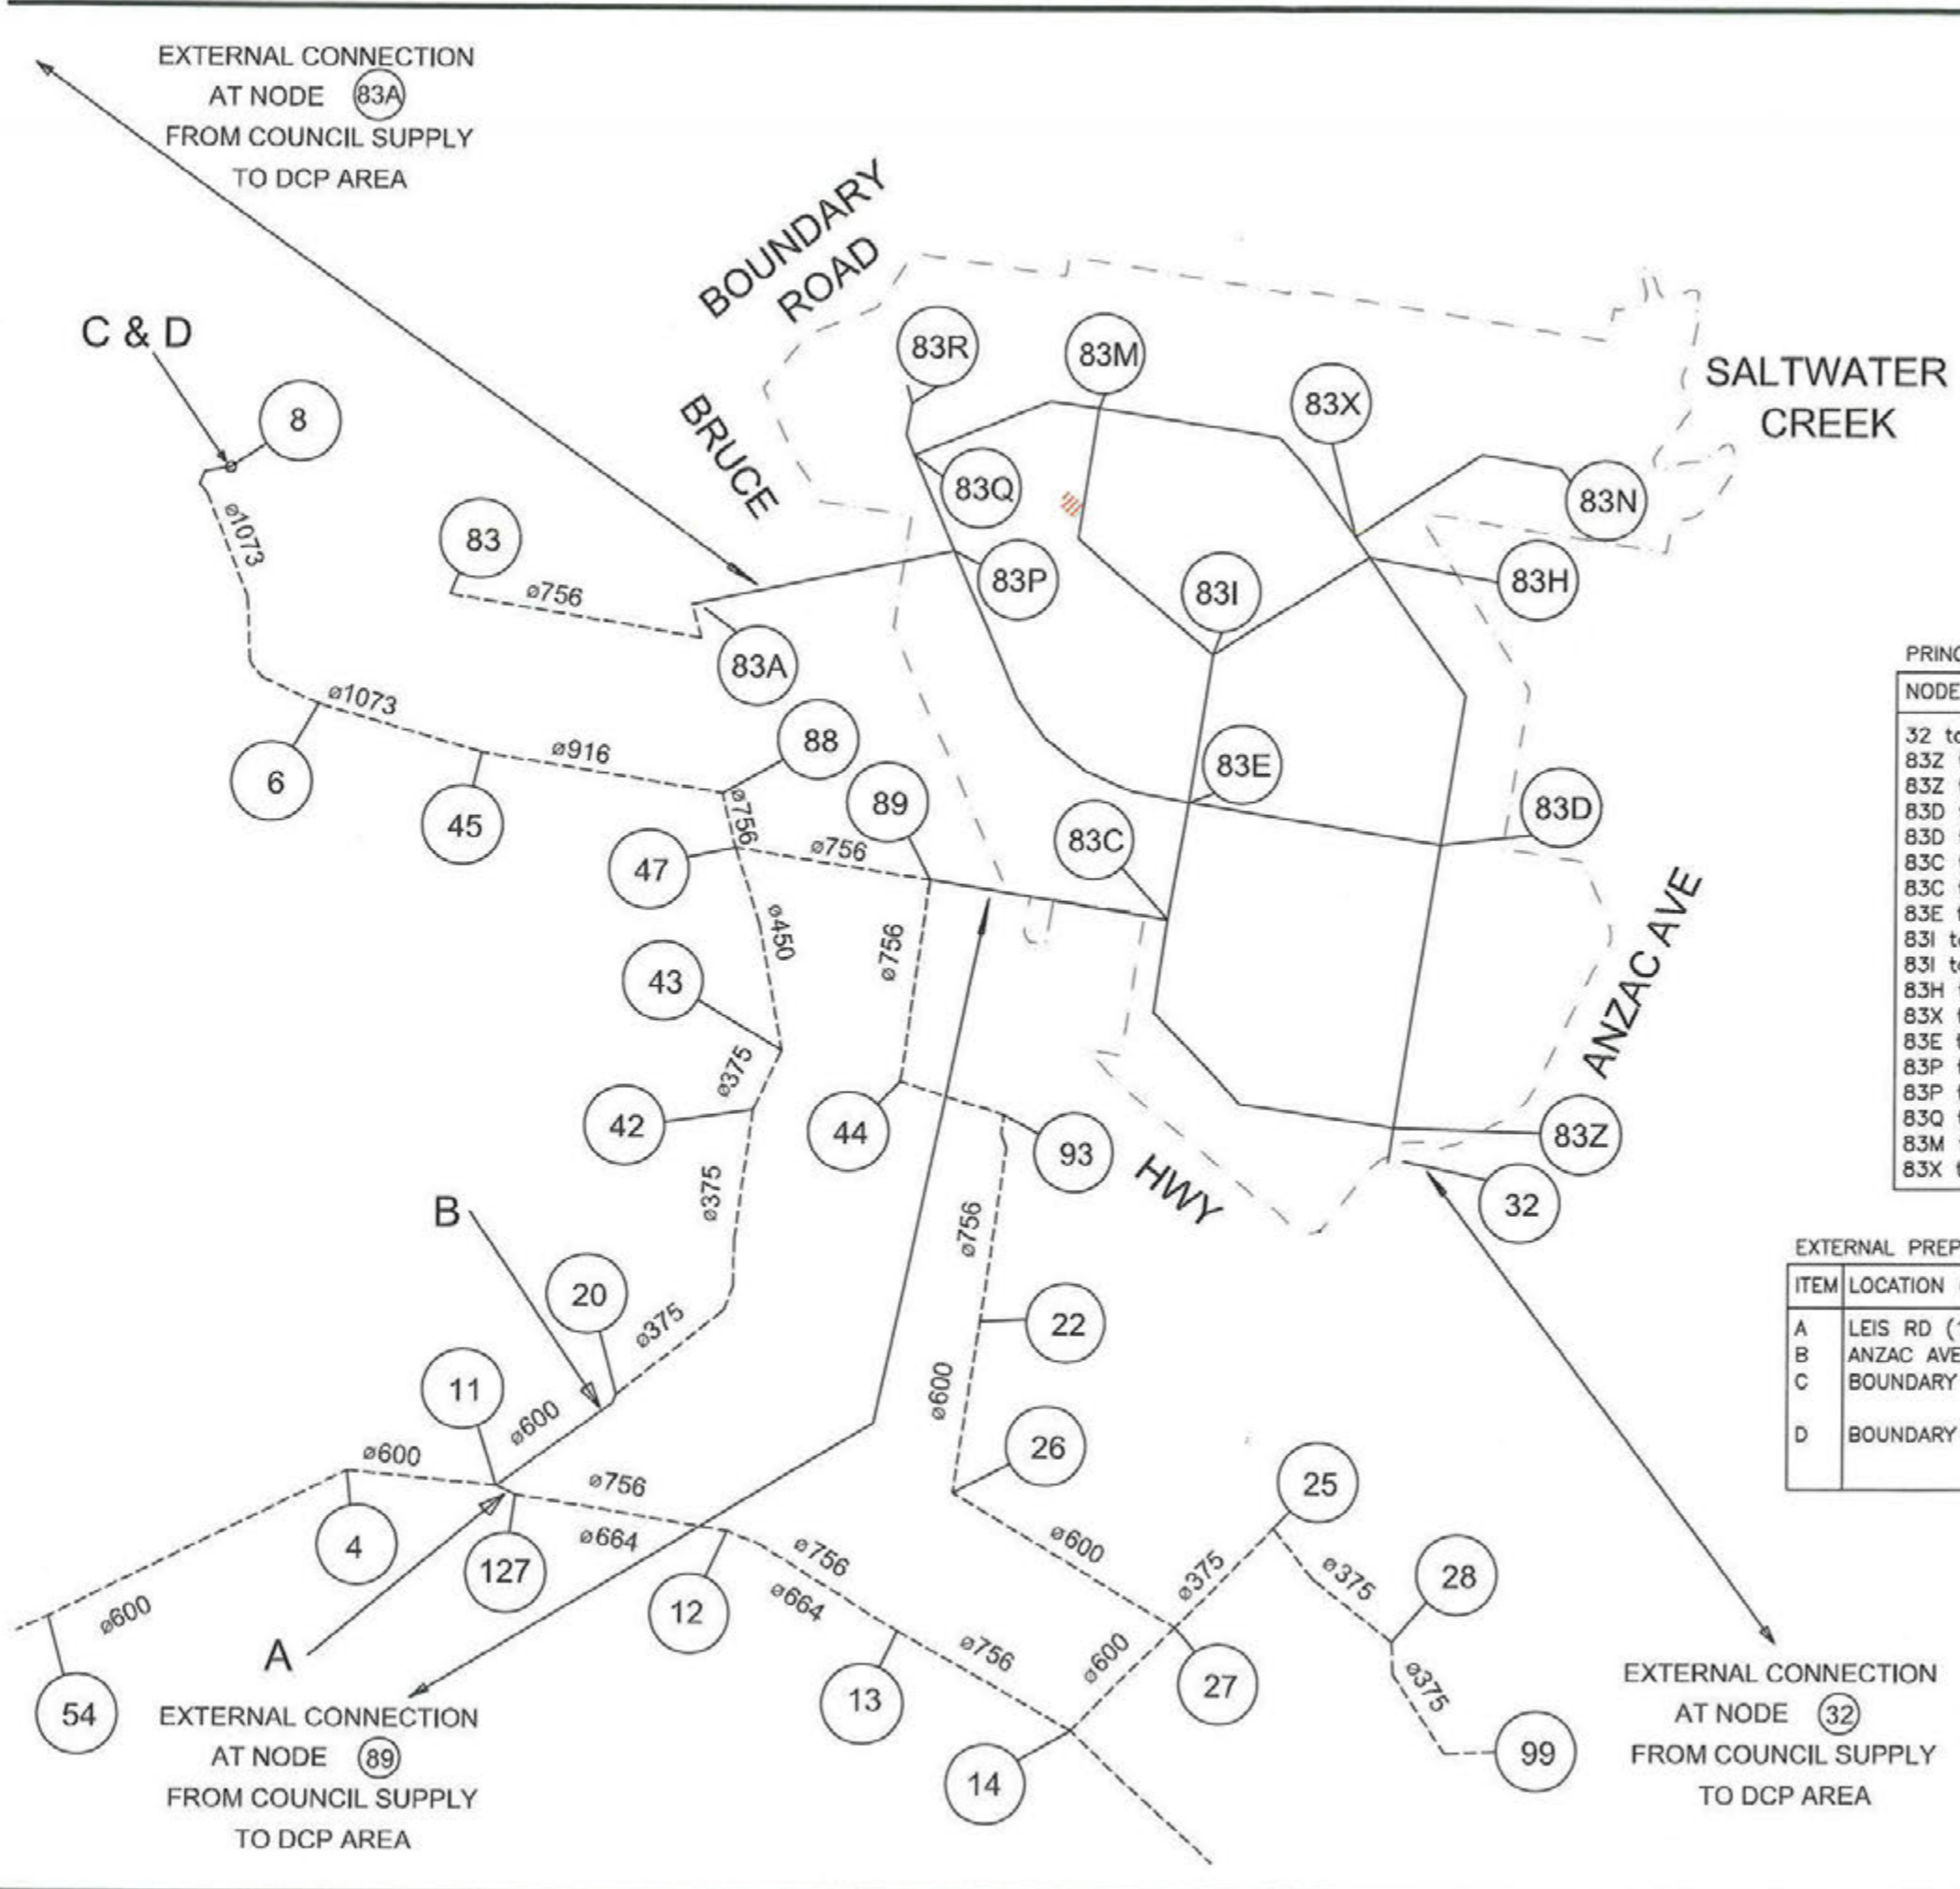 EXTERNAL CONNECTION
AT NODE 83A
FROM COUNCIL SUPPLY
TO DCP AREA
BOUNDARY
ROAD
BRUCE
C & D
8
ø1073
83
ø756
83A
83R
83M
83X
83Q
83N
83P
83I
83H
SALTWATER
CREEK
ø1073
6
45
ø916
88
ø756
89
47
ø756
83E
83C
83D
ø450
ø756
43
ø375
42
44
93
ANZAC AVE
83Z
32
HWY
ø375
B
20
ø375
ø756
22
11
ø600
ø600
ø600
26
4
ø756
ø664
127
12
ø756
ø664
ø600
25
ø375
ø375
28
ø600
54
A
13
ø756
ø600
27
ø375
99
14
EXTERNAL CONNECTION
AT NODE 89
FROM COUNCIL SUPPLY
TO DCP AREA
EXTERNAL CONNECTION
AT NODE 32
FROM COUNCIL SUPPLY
TO DCP AREA
NODE
32
83Z
83Z
83D
83D
83C
83C
83E
83I
83I
83H
83X
83E
83P
83P
83Q
83M
83X
EXTERNAL
ITEM LOCATION
A LEIS RD
B ANZAC AVE
C BOUNDARY
D BOUNDARY